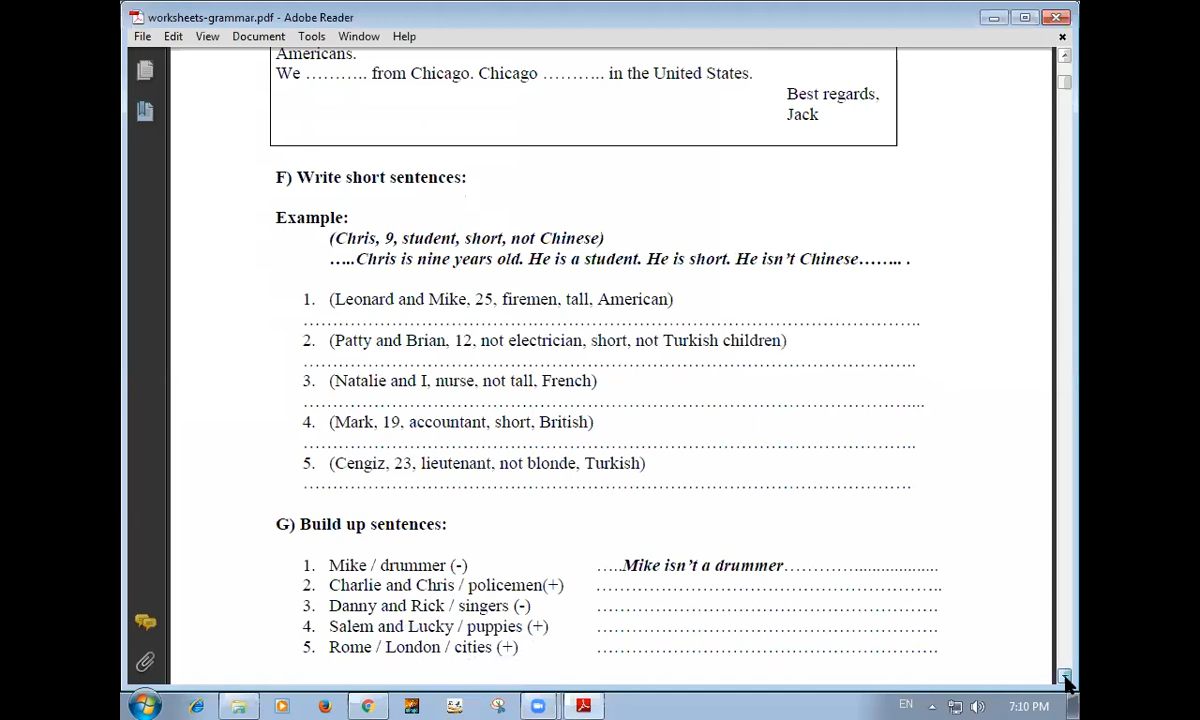 worksheets-grammar.pdf - Adobe Reader
File Edit View Document Tools Window Help
Americans.
We ……….. from Chicago. Chicago ……….. in the United States.
Best regards,
Jack
F) Write short sentences:
Example:
(Chris, 9, student, short, not Chinese)
…..Chris is nine years old. He is a student. He is short. He isn’t Chinese…….. .
1. (Leonard and Mike, 25, firemen, tall, American)
……………………………………………………………………………………………………..
2. (Patty and Brian, 12, not electrician, short, not Turkish children)
……………………………………………………………………………………………………..
3. (Natalie and I, nurse, not tall, French)
……………………………………………………………………………………………………...
4. (Mark, 19, accountant, short, British)
……………………………………………………………………………………………………..
5. (Cengiz, 23, lieutenant, not blonde, Turkish)
…………………………………………………………………………………………………….
G) Build up sentences:
1. Mike / drummer (-) …..Mike isn’t a drummer…………...................
2. Charlie and Chris / policemen(+) ………………………………………………………..
3. Danny and Rick / singers (-) ……………………………………………………….
4. Salem and Lucky / puppies (+) ……………………………………………………….
5. Rome / London / cities (+) ……………………………………………………….
EN 7:10 PM